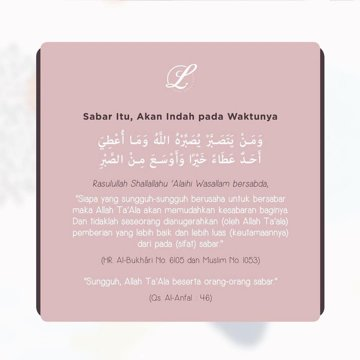 L
Sabar Itu, Akan Indah pada Waktunya
وَمَنْ يَتَصَبَّرْ يُصَبِّرْهُ اللَّهُ وَمَا أُعْطِيَ
أَحَدٌ عَطَاءً خَيْرًا وَأَوْسَعَ مِنْ الصَّبْرِ
Rasulullah Shallallahu 'Alaihi Wasallam bersabda,
"Siapa yang sungguh-sungguh berusaha untuk bersabar
maka Allah Ta'Ala akan memudahkan kesabaran baginya.
Dan tidaklah seseorang dianugerahkan (oleh Allah Ta'ala)
pemberian yang lebih baik dan lebih luas (keutamaannya)
dari pada (sifat) sabar."
(HR. Al-Bukhâri No. 6105 dan Muslim No. 1053)
"Sungguh, Allah Ta'Ala beserta orang-orang sabar."
(Qs. Al-Anfal : 46)